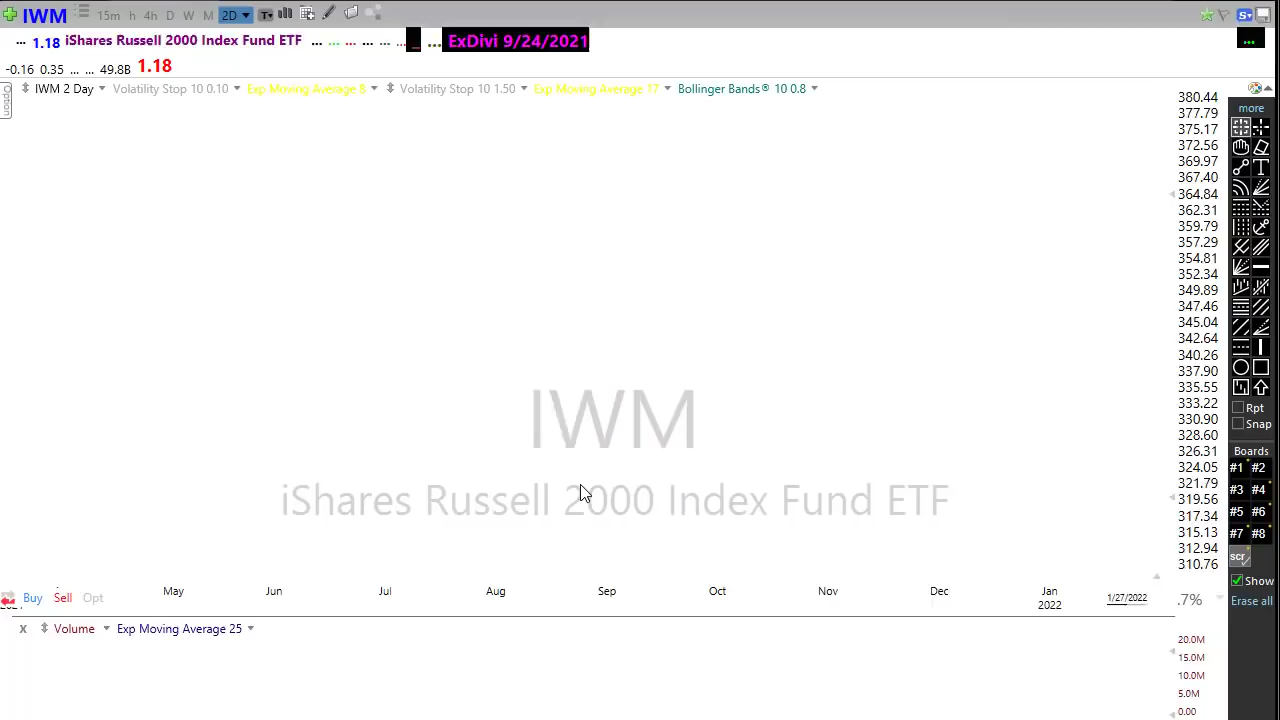 IWM 15m h 4h D W M 2D T S
... 1.18 iShares Russell 2000 Index Fund ETF ... ... ... ... ... ... ... ExDivi 9/24/2021 ...
-0.16 0.35 ... ... 49.8B 1.18
Option
IWM 2 Day Volatility Stop 10 0.10 Exp Moving Average 8 Volatility Stop 10 1.50 Exp Moving Average 17 Bollinger Bands® 10 0.8
380.44
377.79
375.17
372.56
369.97
367.40
364.84
362.31
359.79
357.29
354.81
352.34
349.89
347.46
345.04
342.64
340.26
337.90
335.55
333.22
330.90
328.60
326.31
324.05
321.79
319.56
317.34
315.13
312.94
310.76
more
T
Rpt
Snap
Boards
#1 #2
#3 #4
#5 #6
#7 #8
scr
Show
Erase all
IWM
iShares Russell 2000 Index Fund ETF
May Jun Jul Aug Sep Oct Nov Dec Jan
2022 1/27/2022 .7%
Buy Sell Opt
X Volume Exp Moving Average 25
20.0M
15.0M
10.0M
5.0M
0.00